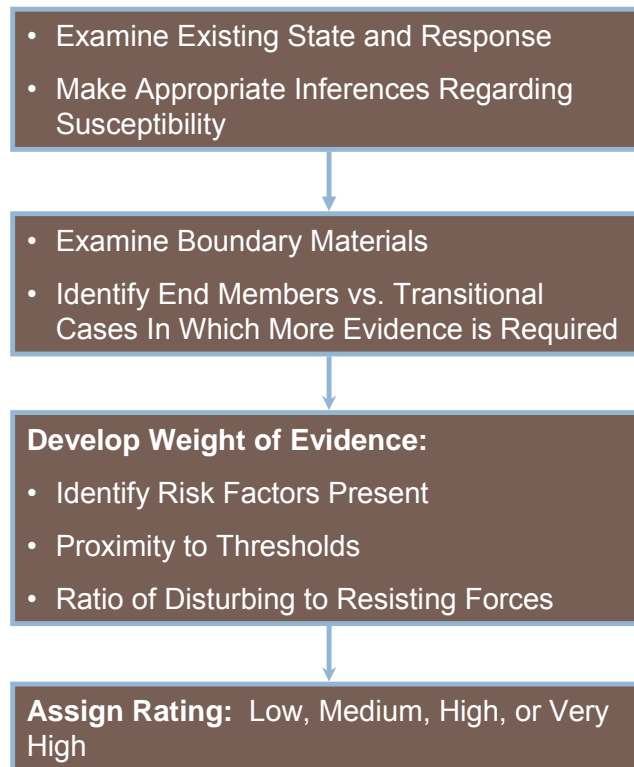 • Examine Existing State and Response
• Make Appropriate Inferences Regarding
Susceptibility
• Examine Boundary Materials
• Identify End Members vs. Transitional
Cases In Which More Evidence is Required
Develop Weight of Evidence:
• Identify Risk Factors Present
• Proximity to Thresholds
• Ratio of Disturbing to Resisting Forces
Assign Rating: Low, Medium, High, or Very
High